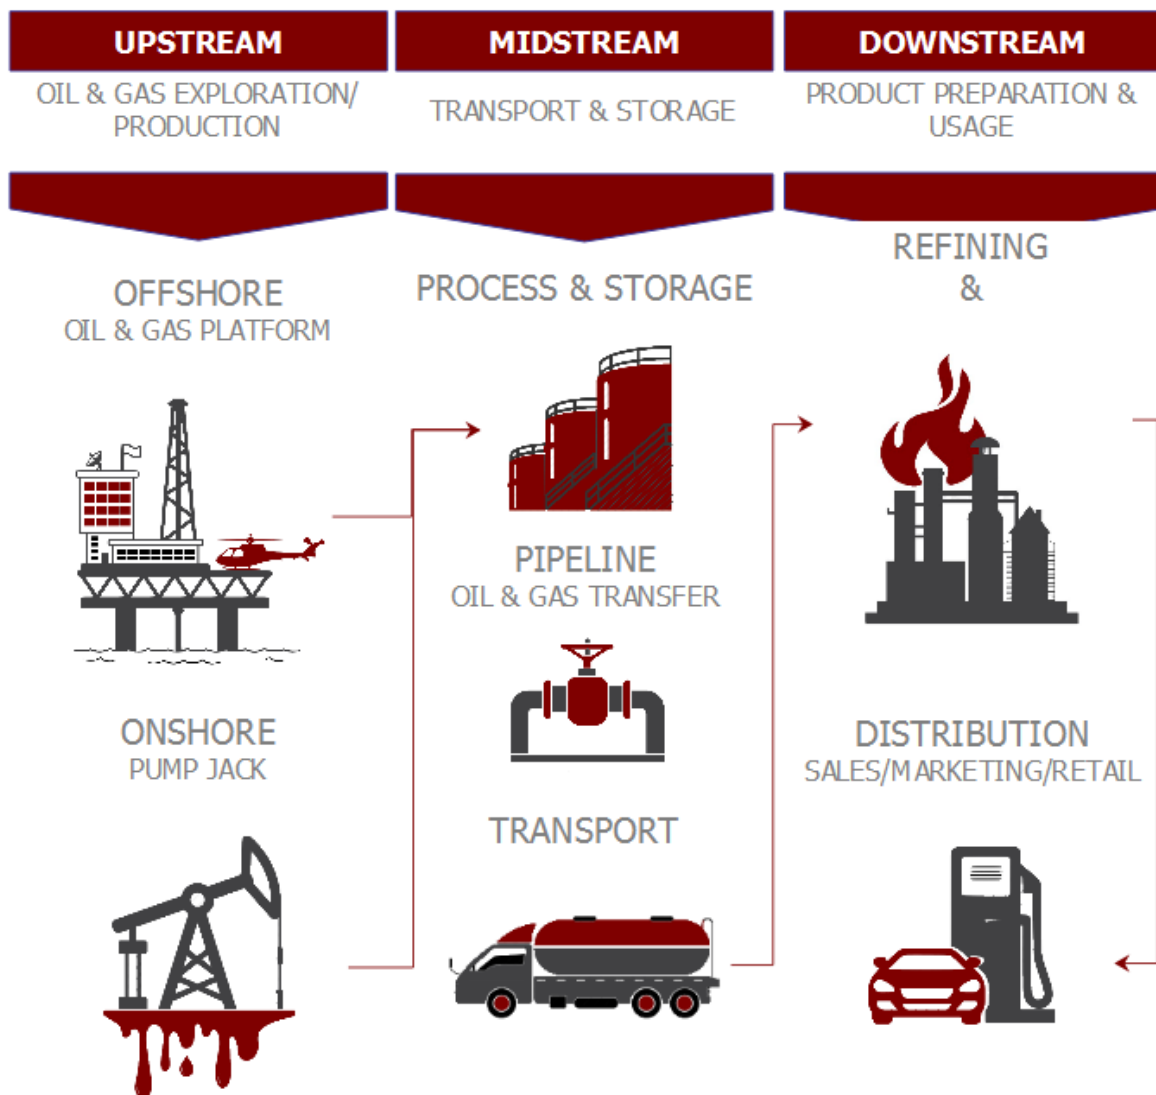 UPSTREAM
OIL & GAS EXPLORATION/
PRODUCTION
OFFSHORE
OIL & GAS PLATFORM
ONSHORE
PUMP JACK
MIDSTREAM
TRANSPORT & STORAGE
PROCESS & STORAGE
PIPELINE
OIL & GAS TRANSFER
TRANSPORT
DOWNSTREAM
PRODUCT PREPARATION &
USAGE
REFINING
&
DISTRIBUTION
SALES/MARKETING/RETAIL